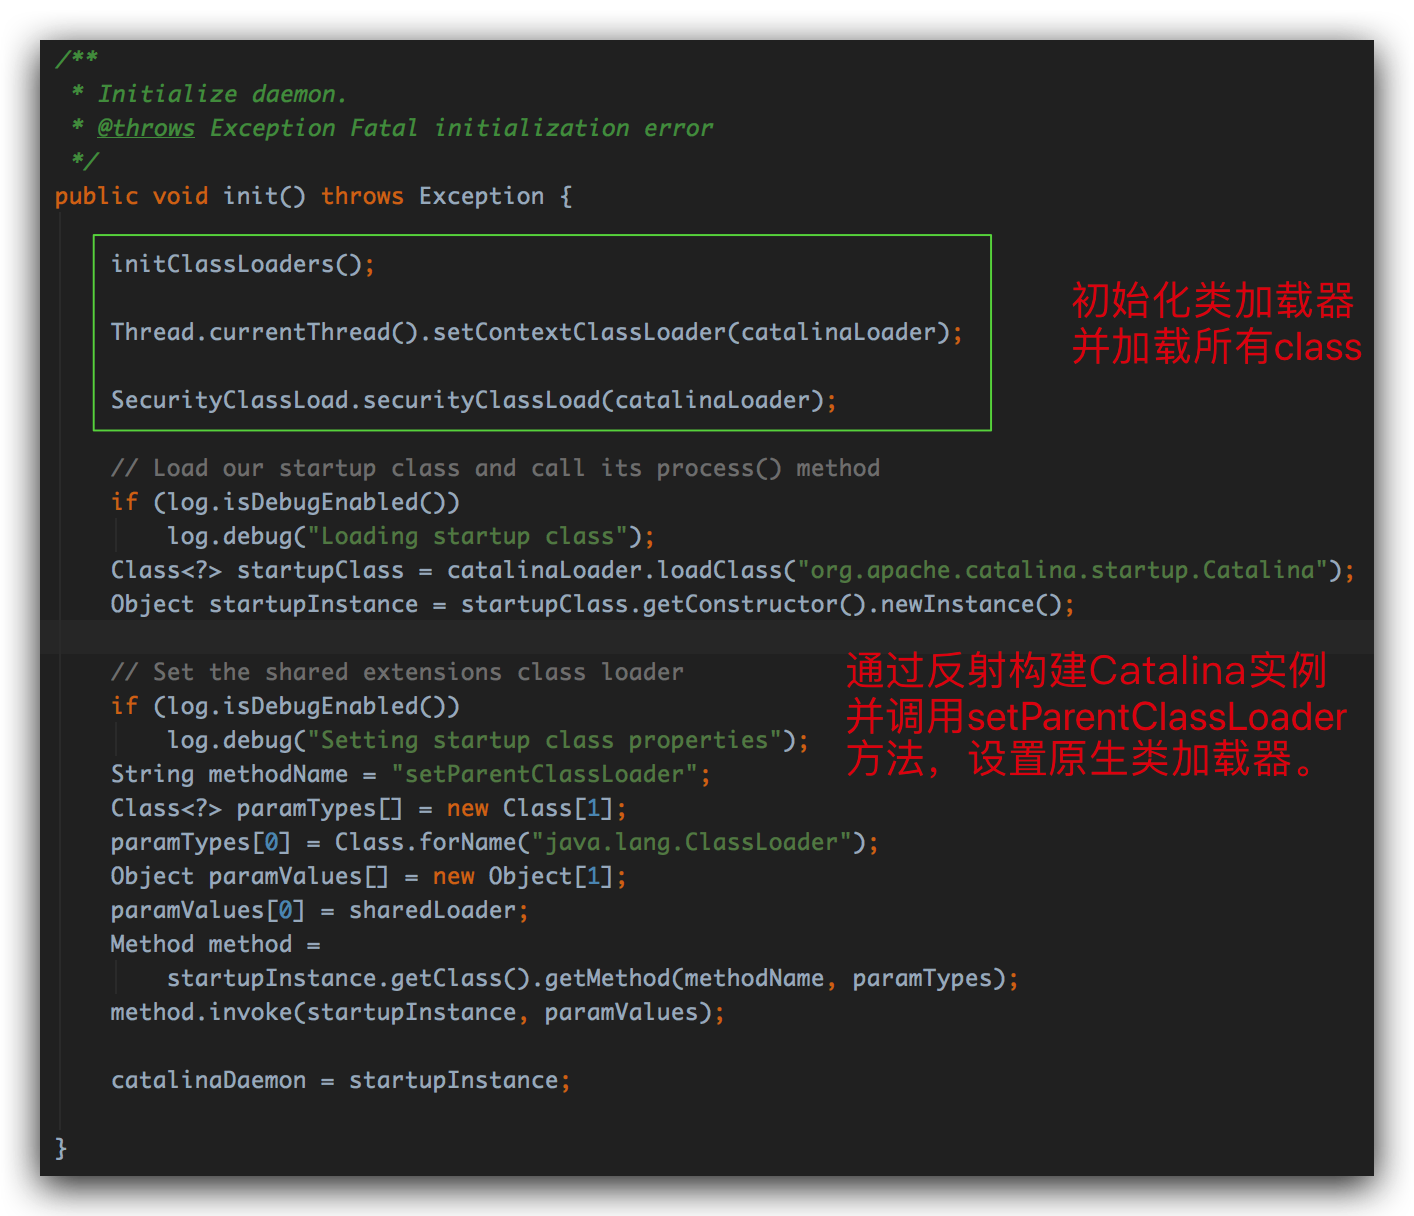 /**
 * Initialize daemon.
 * @throws Exception Fatal initialization error
 */
public void init() throws Exception {
initClassLoaders();
初始化类加载器
Thread.currentThread().setContextClassLoader(catalinaLoader);
并加载所有class
SecurityClassLoad.securityClassLoad(catalinaLoader);
// Load our startup class and call its process() method
if (log.isDebugEnabled())
log.debug("Loading startup class");
Class<?> startupClass = catalinaLoader.loadClass("org.apache.catalina.startup.Catalina");
Object startupInstance = startupClass.getConstructor().newInstance();
// Set the shared extensions class loader
if (log.isDebugEnabled())
log.debug("Setting startup class properties");
通过反射构建Catalina实例
并调用setParentClassLoader
方法，设置原生类加载器。
String methodName = "setParentClassLoader";
Class<?> paramTypes[] = new Class[1];
paramTypes[0] = Class.forName("java.lang.ClassLoader");
Object paramValues[] = new Object[1];
paramValues[0] = sharedLoader;
Method method =
startupInstance.getClass().getMethod(methodName, paramTypes);
method.invoke(startupInstance, paramValues);
catalinaDaemon = startupInstance;
}